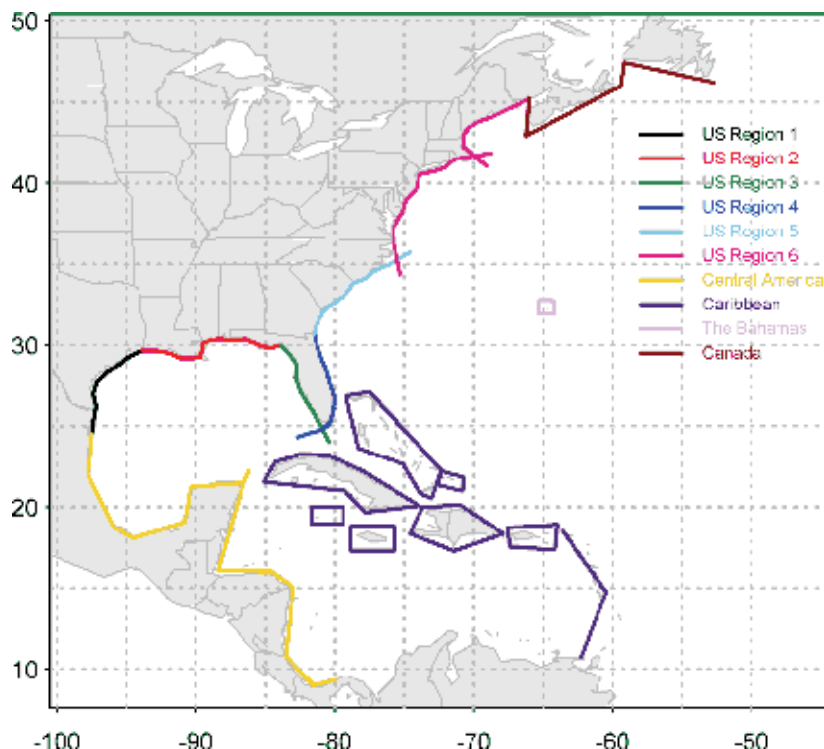 50
40
30
20
10
US Region 1
US Region 2
US Region 3
US Region 4
US Region 5
US Region 6
Central America
Caribbean
The Bahamas
Canada
-100 -90 -80 -70 -60 -50